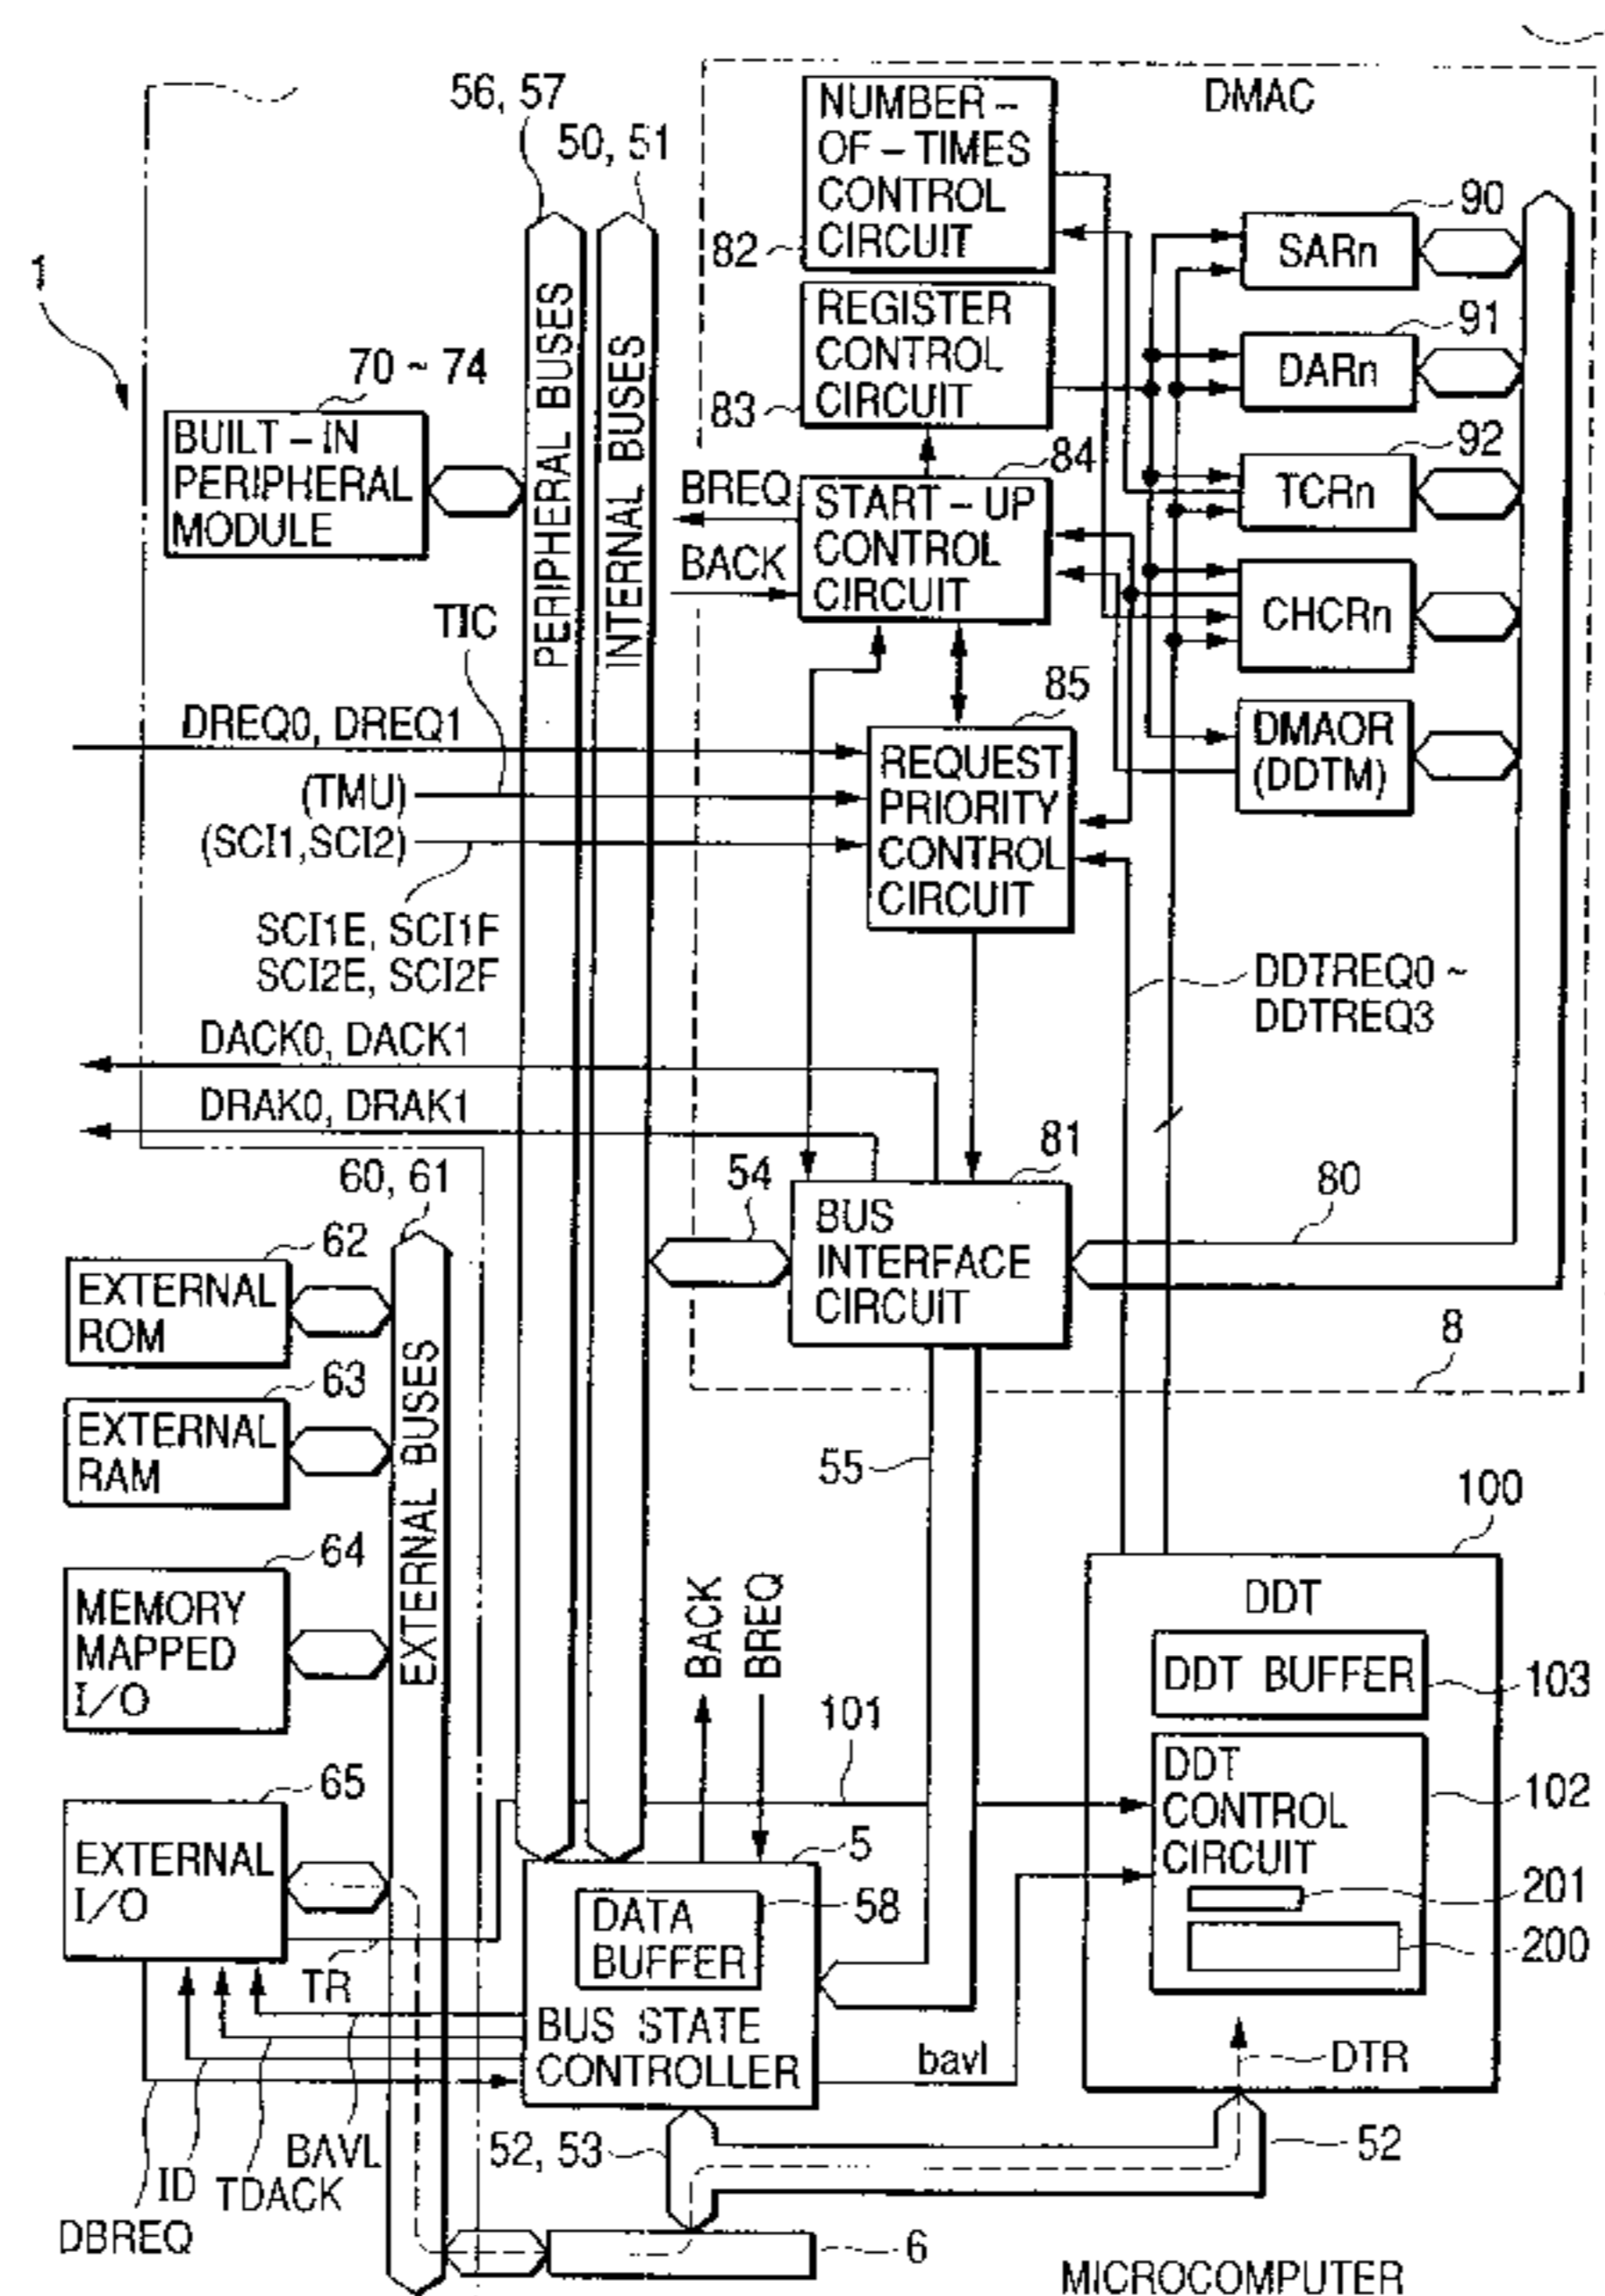 56, 57
50, 51
1
DMAC
NUMBER-
OF-TIMES
CONTROL
CIRCUIT
82
REGISTER
CONTROL
CIRCUIT
83
90
SARn
91
DARn
92
TCRn
CHCRn
DMAOR
(DDTM)
70 ~ 74
BUILT-IN
PERIPHERAL
MODULE
PERIPHERAL BUSES
INTERNAL BUSES
84
BREQ
BACK
START-UP
CONTROL
CIRCUIT
TIC
85
DREQ0, DREQ1
(TMU)
(SCI1,SCI2)
REQUEST
PRIORITY
CONTROL
CIRCUIT
SCI1E, SCI1F
SCI2E, SCI2F
DDTREQ0 ~
DDTREQ3
DACK0, DACK1
DRAK0, DRAK1
60, 61
54
81
80
BUS
INTERFACE
CIRCUIT
62
EXTERNAL
ROM
8
63
EXTERNAL
RAM
EXTERNAL BUSES
55
100
64
MEMORY
MAPPED
I/O
BACK
BREQ
DDT
DDT BUFFER
103
101
65
EXTERNAL
I/O
DDT
CONTROL
CIRCUIT
102
201
200
5
DATA
BUFFER
58
TR
BUS STATE
CONTROLLER
bavl
DTR
BAVL
ID
TDACK
DBREQ
52, 53
52
6
MICROCOMPUTER